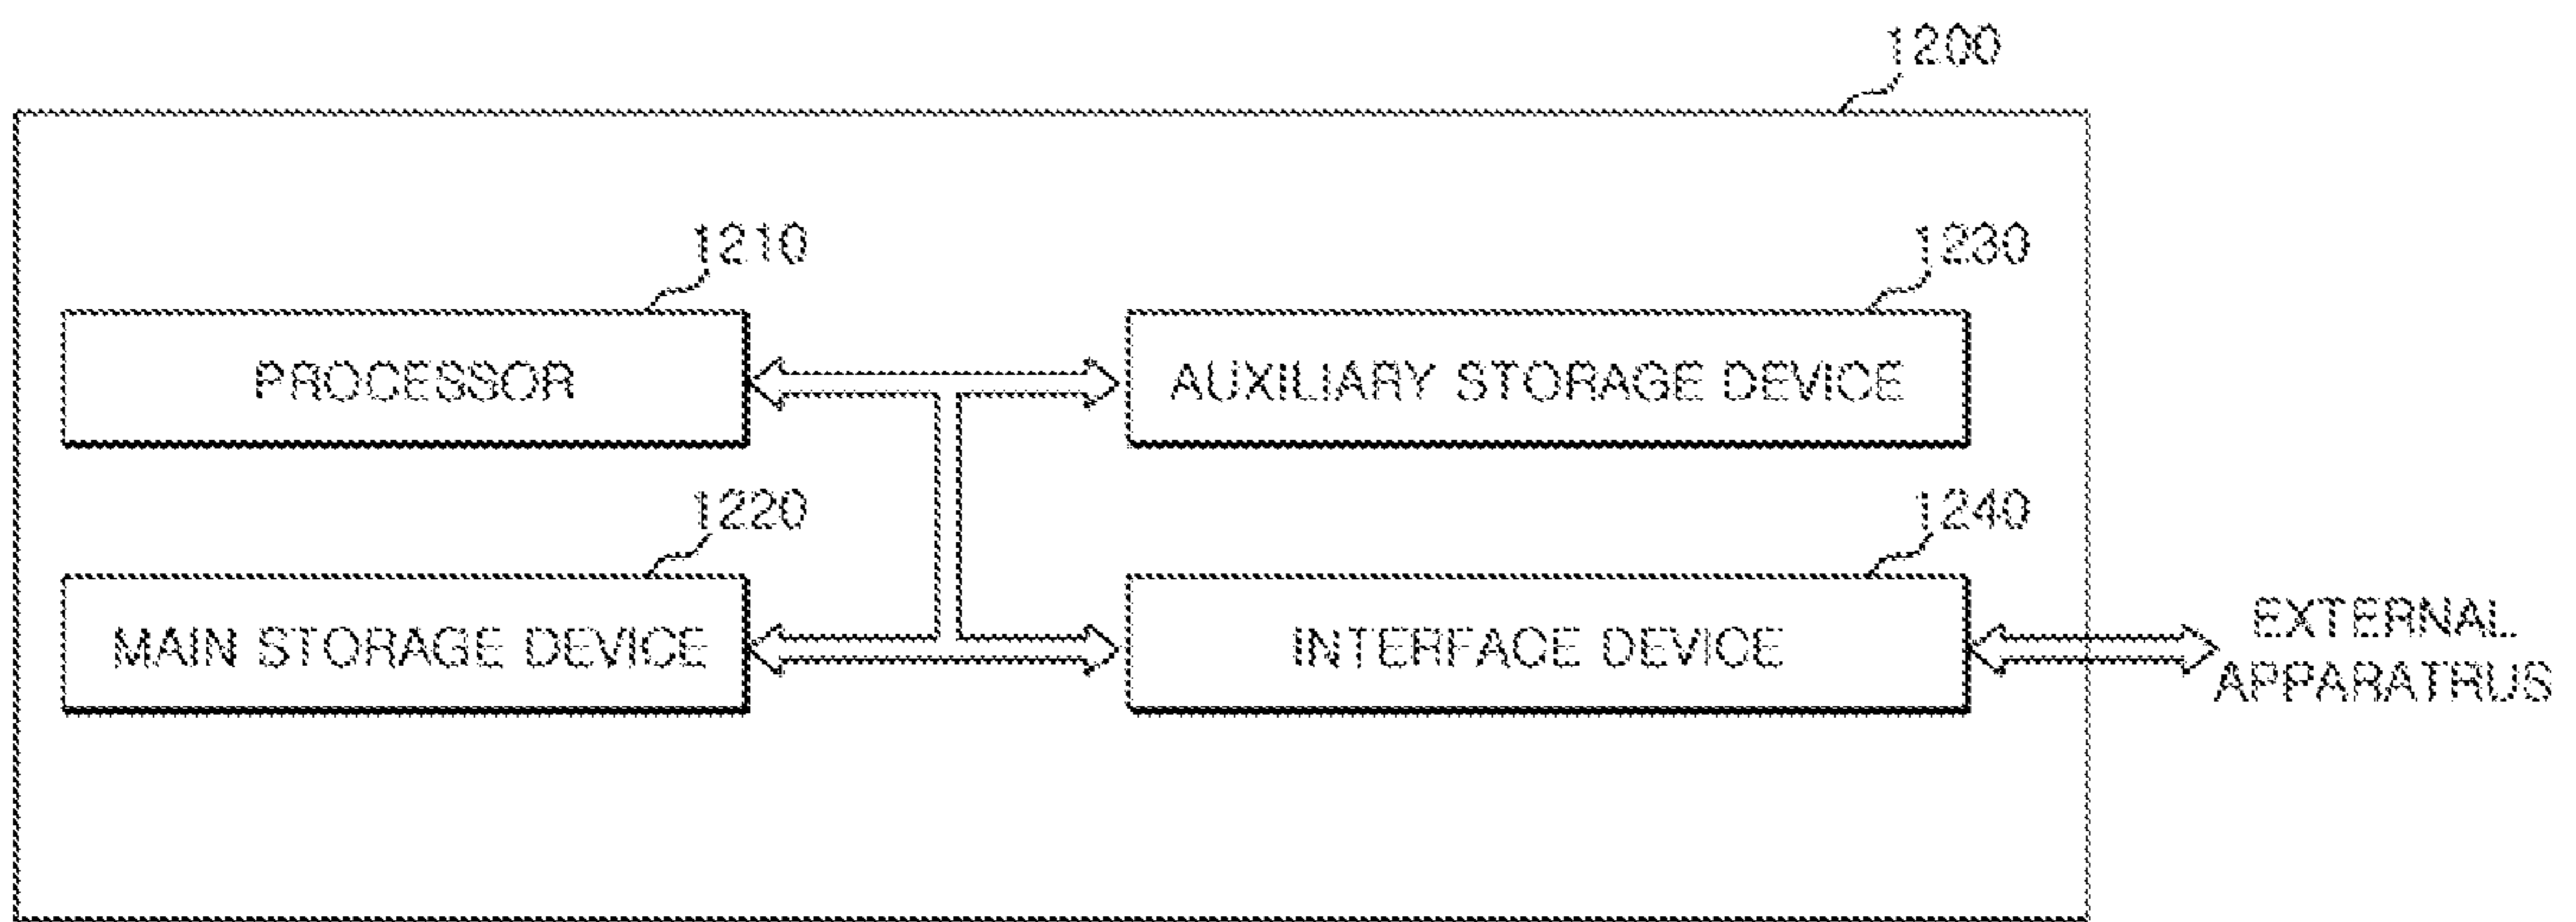 1200
1210
1230
PROCESSOR
AUXILIARY STORAGE DEVICE
1220
1240
MAIN STORAGE DEVICE
INTERFACE DEVICE
EXTERNAL
APPARATRUS